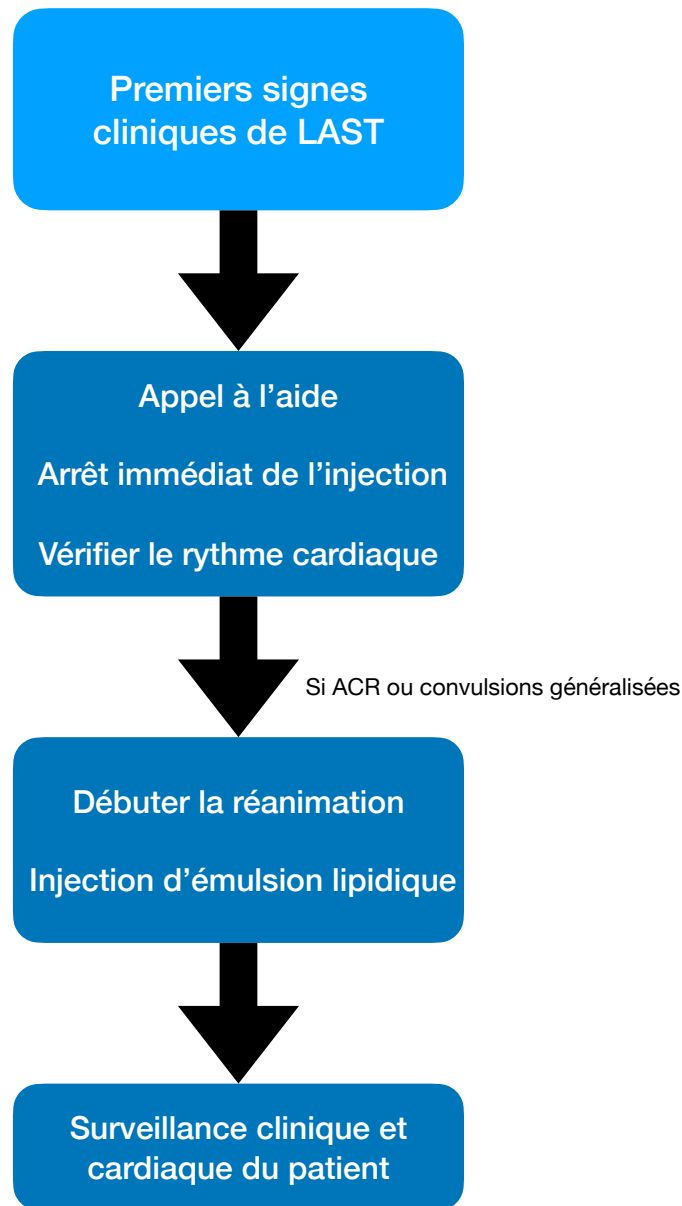 Premiers signes
cliniques de LAST
Appel à l’aide
Arrêt immédiat de l’injection
Vérifier le rythme cardiaque
Si ACR ou convulsions généralisées
Débuter la réanimation
Injection d’émulsion lipidique
Surveillance clinique et
cardiaque du patient